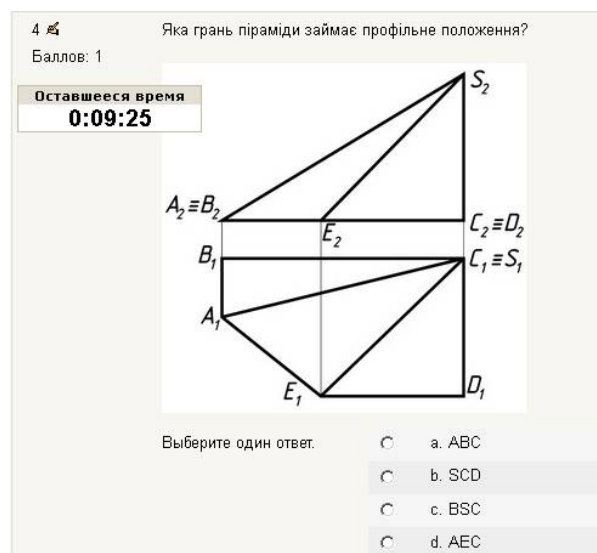 4 Яка грань піраміди займає профільне положення?
Баллов: 1
Оставшееся время
0:09:25
S₂
A₂≡B₂
E₂
C₂≡D₂
B₁
C₁≡S₁
A₁
E₁
D₁
Выберите один ответ.
a. ABC
b. SCD
c. BSC
d. AEC